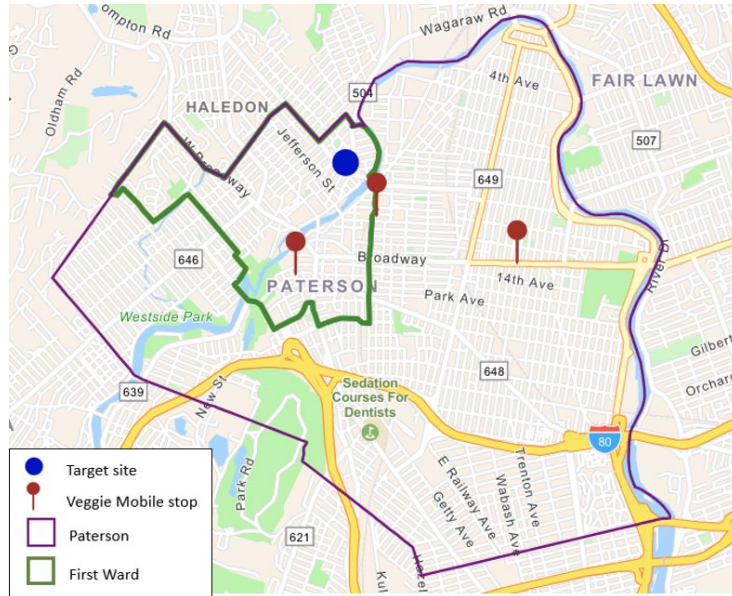 ompton Rd
Wagaraw Rd
Oldham Rd
HALEDON
504
4th Ave
FAIR LAWN
507
Jefferson St
W Broadway
649
646
Broadway
14th Ave
River Dr
PATERSON
Park Ave
Westside Park
Gilbert
648
Orchard
639
New St
Sedation
Courses For
Dentists
80
Park Rd
E Railway Ave
Getty Ave
Trenton Ave
Wabash Ave
621
Hazel
Kul
Target site
Veggie Mobile stop
Paterson
First Ward